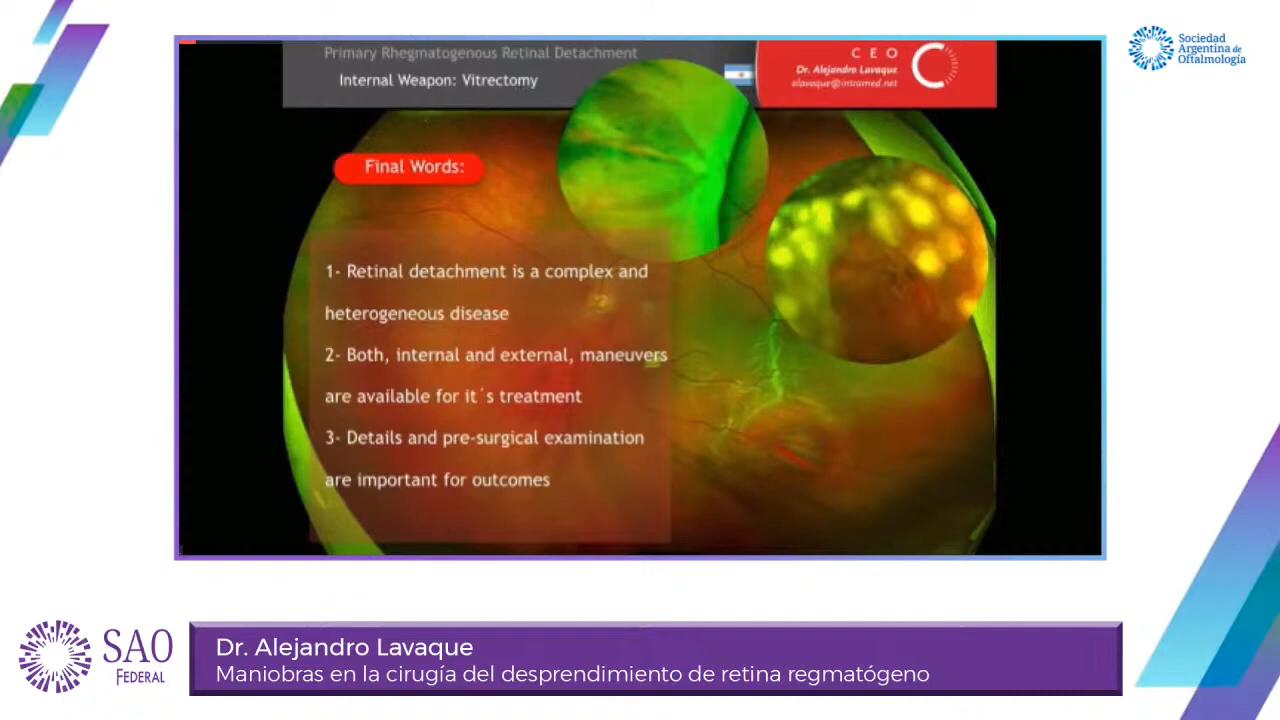 Primary Rhegmatogenous Retinal Detachment
Internal Weapon: Vitrectomy
C E O
Dr. Alejandro Lavaque
alavaque@intramed.net
Sociedad
Argentina de
Oftalmología
Final Words:
1- Retinal detachment is a complex and
heterogeneous disease
2- Both, internal and external, maneuvers
are available for it´s treatment
3- Details and pre-surgical examination
are important for outcomes
SAO
FEDERAL
Dr. Alejandro Lavaque
Maniobras en la cirugía del desprendimiento de retina regmatógeno